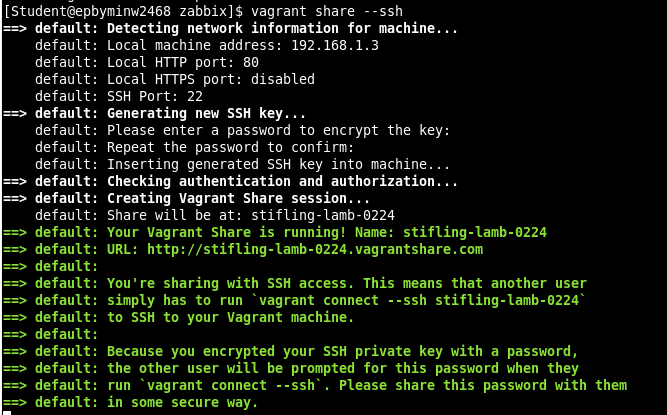 [Student@epbyminw2468 zabbix]$ vagrant share --ssh
==> default: Detecting network information for machine...
    default: Local machine address: 192.168.1.3
    default: Local HTTP port: 80
    default: Local HTTPS port: disabled
    default: SSH Port: 22
==> default: Generating new SSH key...
    default: Please enter a password to encrypt the key:
    default: Repeat the password to confirm:
    default: Inserting generated SSH key into machine...
==> default: Checking authentication and authorization...
==> default: Creating Vagrant Share session...
    default: Share will be at: stifling-lamb-0224
==> default: Your Vagrant Share is running! Name: stifling-lamb-0224
==> default: URL: http://stifling-lamb-0224.vagrantshare.com
==> default:
==> default: You're sharing with SSH access. This means that another user
==> default: simply has to run `vagrant connect --ssh stifling-lamb-0224`
==> default: to SSH to your Vagrant machine.
==> default:
==> default: Because you encrypted your SSH private key with a password,
==> default: the other user will be prompted for this password when they
==> default: run `vagrant connect --ssh`. Please share this password with them
==> default: in some secure way.